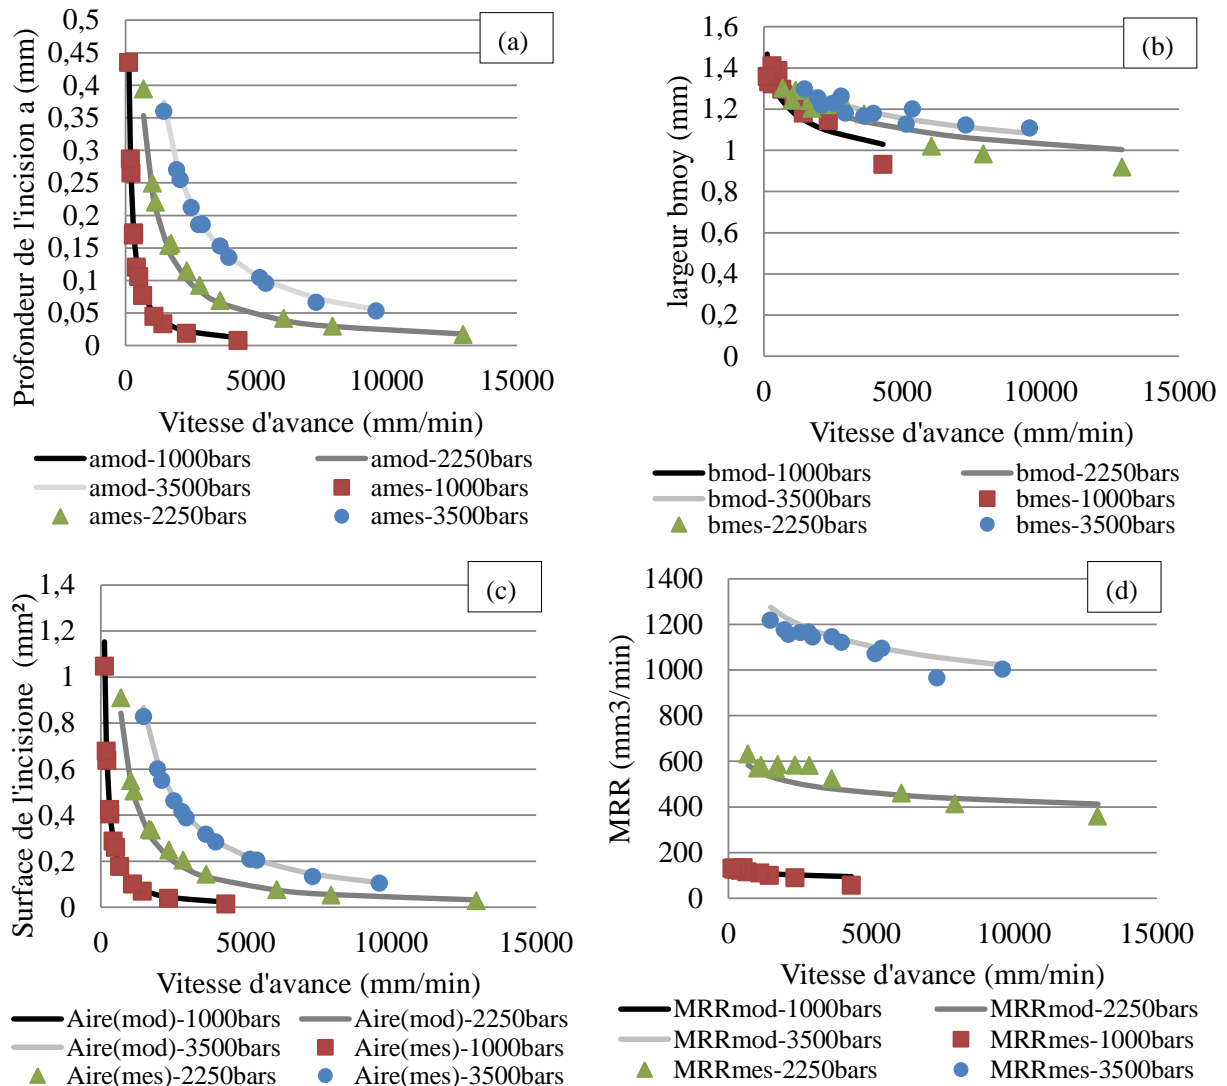 (a)
Profondeur de l'incision a (mm)
0,5
0,45
0,4
0,35
0,3
0,25
0,2
0,15
0,1
0,05
0
0 5000 10000 15000
Vitesse d'avance (mm/min)
amod-1000bars amod-2250bars
amod-3500bars ames-1000bars
ames-2250bars ames-3500bars
(b)
largeur bmoy (mm)
1,6
1,4
1,2
1
0,8
0,6
0,4
0,2
0
0 5000 10000 15000
Vitesse d'avance (mm/min)
bmod-1000bars bmod-2250bars
bmod-3500bars bmes-1000bars
bmes-2250bars bmes-3500bars
(c)
Surface de l'incisione (mm²)
1,4
1,2
1
0,8
0,6
0,4
0,2
0
0 5000 10000 15000
Vitesse d'avance (mm/min)
Aire(mod)-1000bars Aire(mod)-2250bars
Aire(mod)-3500bars Aire(mes)-1000bars
Aire(mes)-2250bars Aire(mes)-3500bars
(d)
MRR (mm3/min)
1400
1200
1000
800
600
400
200
0
0 5000 10000 15000
Vitesse d'avance (mm/min)
MRRmod-1000bars MRRmod-2250bars
MRRmod-3500bars MRRmes-1000bars
MRRmes-2250bars MRRmes-3500bars